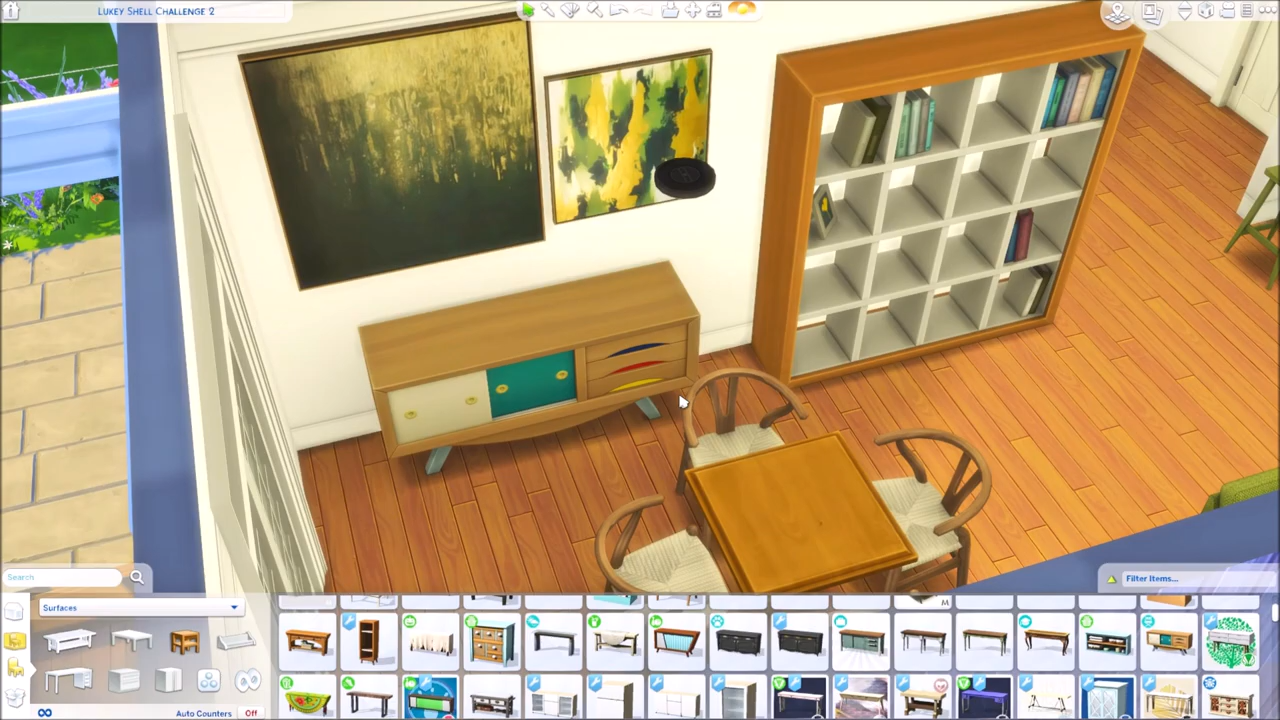 LUKEY SHELL CHALLENGE 2
Search
Filter Items...
Surfaces
M
Auto Counters Off